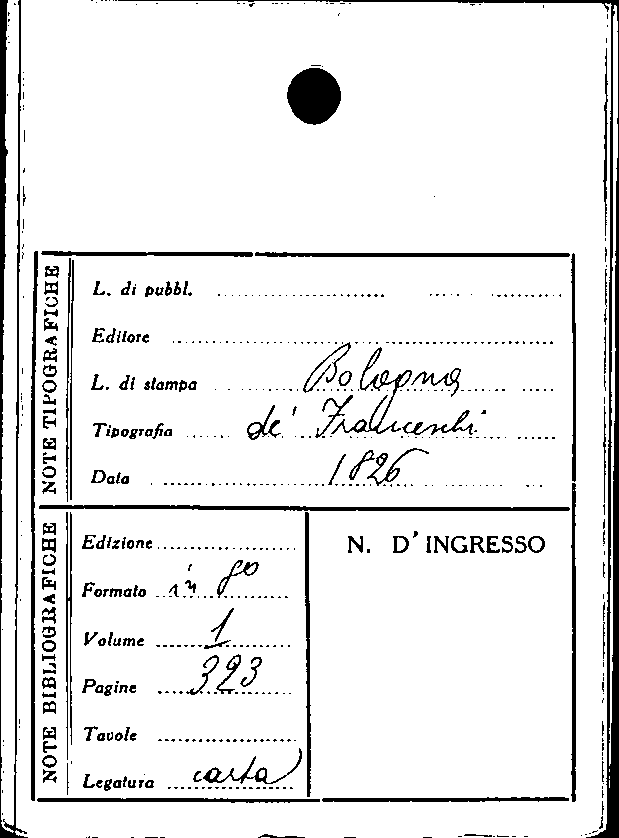 NOTE TIPOGRAFICHE
L. di pubbl.
Editore
L. di stampa Bologna
Tipografia de' Franceschi
Data 1826
NOTE BIBLIOGRAFICHE
Edizione
Formato in 8º
Volume 1
Pagine 323
Tavole
Legatura carta
N. D'INGRESSO